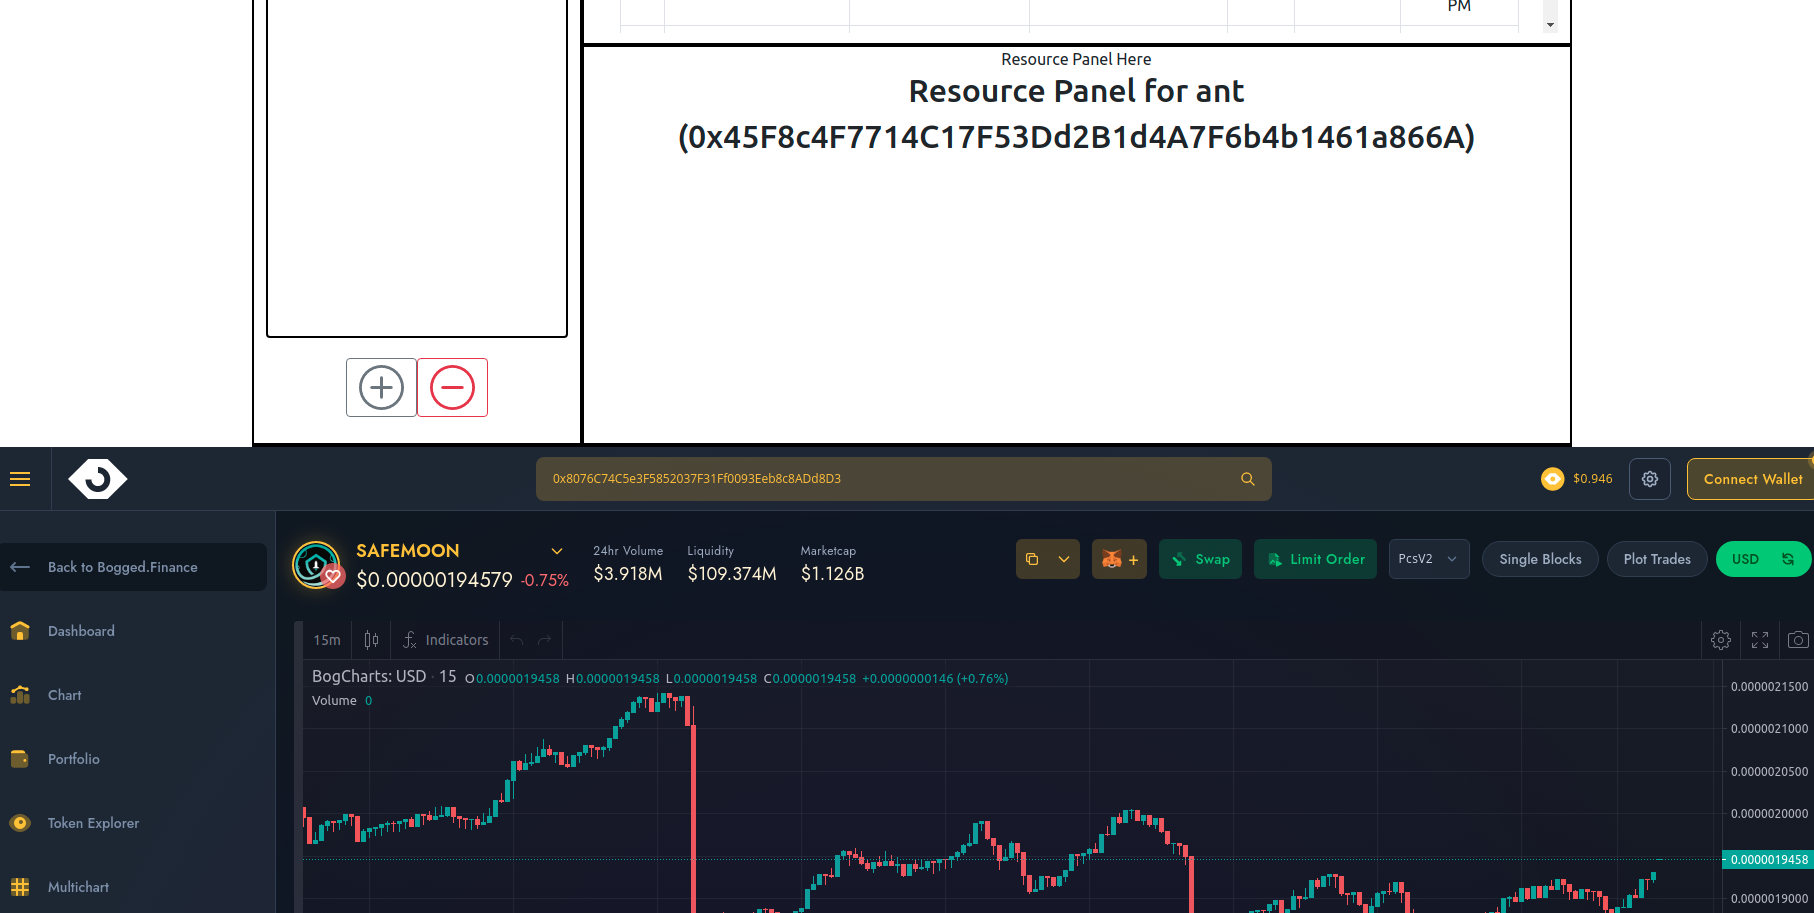 PM
Resource Panel Here
Resource Panel for ant
(0x45F8c4F7714C17F53Dd2B1d4A7F6b4b1461a866A)
0x8076C74C5e3F5852037F31Ff0093Eeb8c8ADd8D3
$0.946
Connect Wallet
Back to Bogged.Finance
Dashboard
Chart
Portfolio
Token Explorer
Multichart
SAFEMOON
$0.00000194579 -0.75%
24hr Volume
$3.918M
Liquidity
$109.374M
Marketcap
$1.126B
Swap
Limit Order
PcsV2
Single Blocks
Plot Trades
USD
15m
Indicators
BogCharts: USD · 15 O0.0000019458 H0.0000019458 L0.0000019458 C0.0000019458 +0.0000000146 (+0.76%)
Volume 0
0.0000021500
0.0000021000
0.0000020500
0.0000020000
0.0000019458
0.0000019000